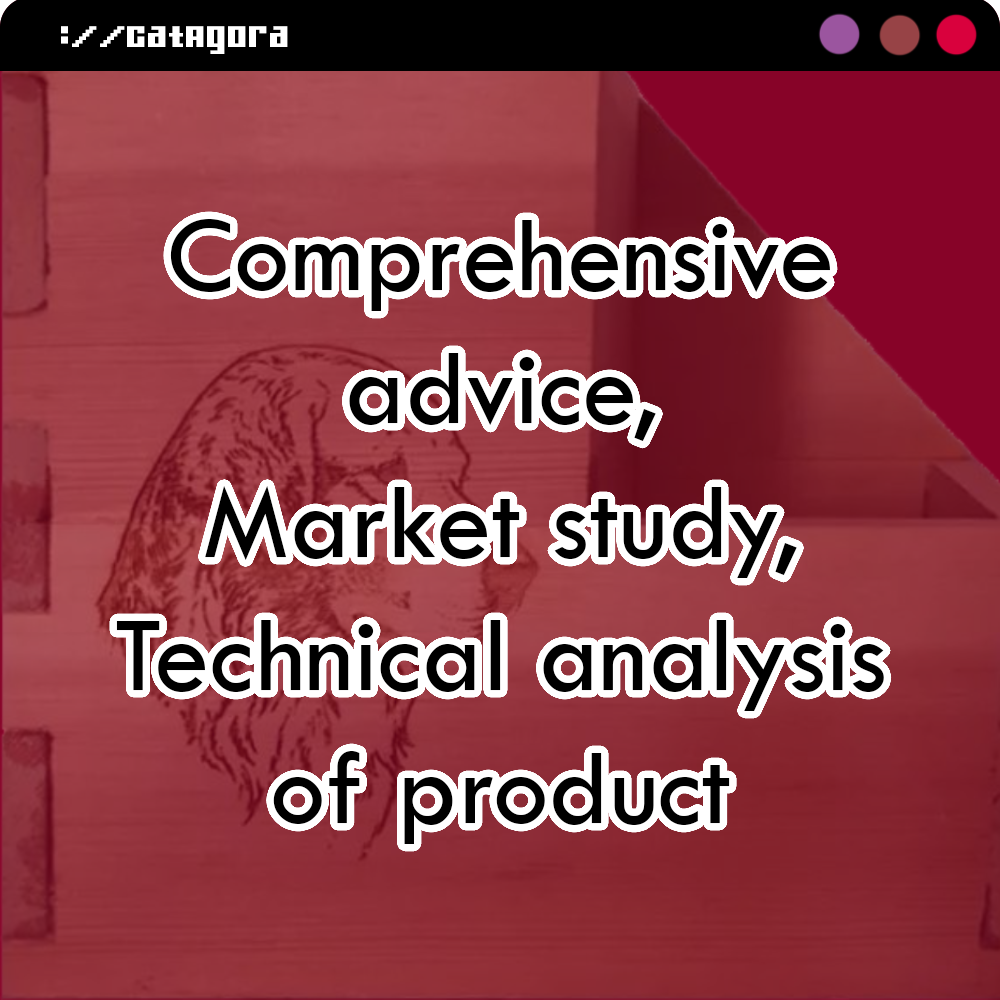 ://CatAgora
Comprehensive
advice,
Market study,
Technical analysis
of product